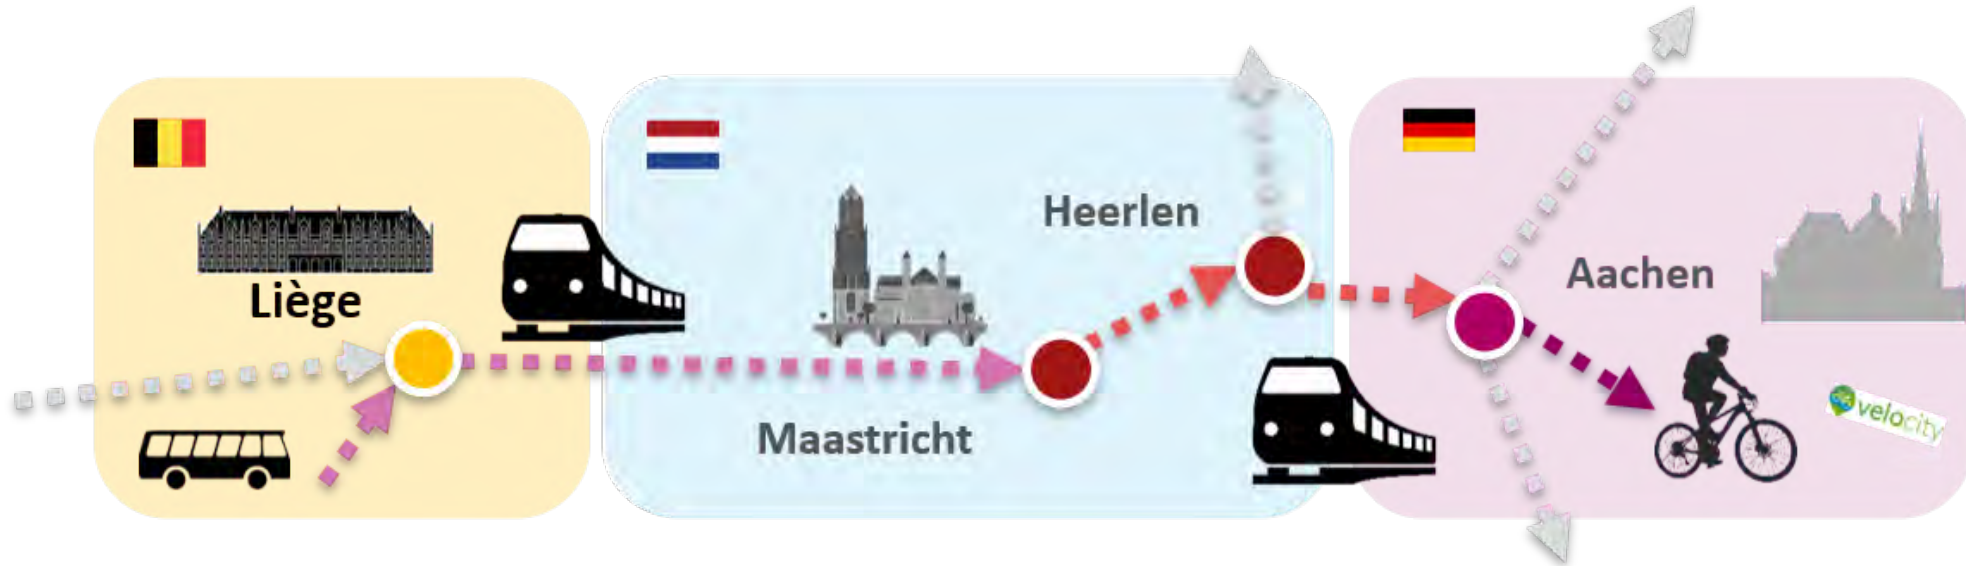 Liège
Maastricht
Heerlen
Aachen
velocity